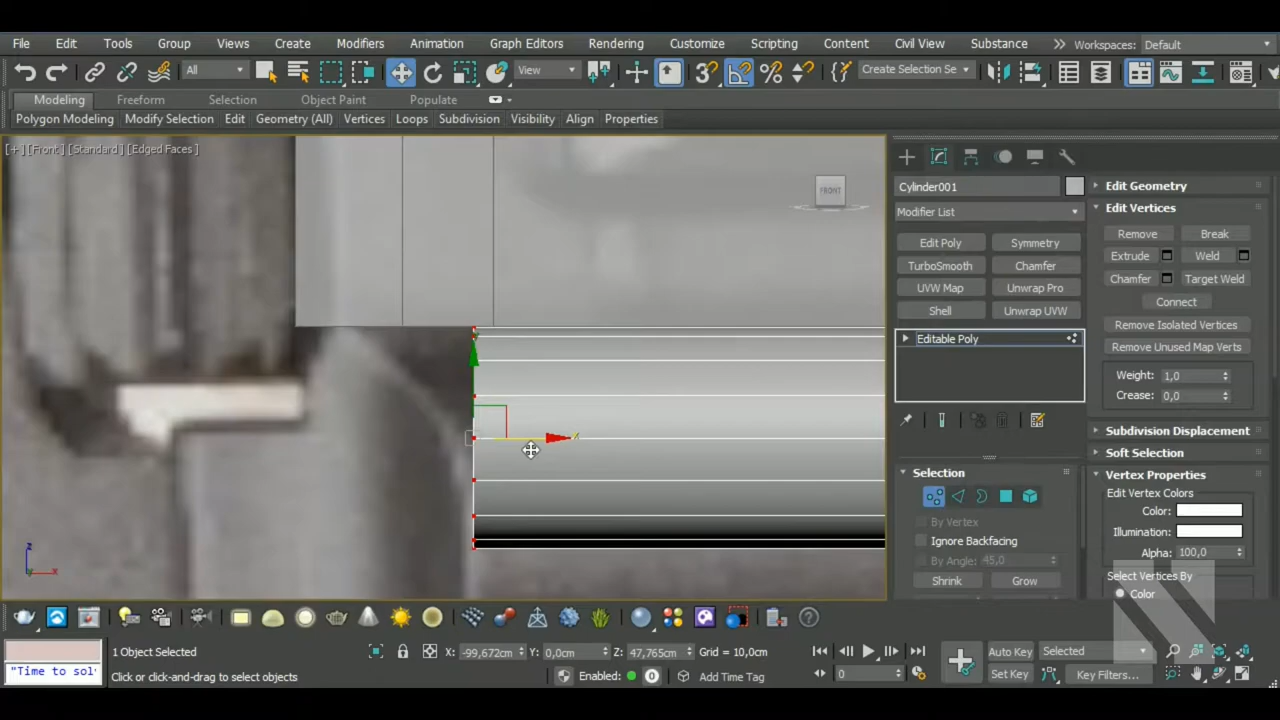 File Edit Tools Group Views Create Modifiers Animation Graph Editors Rendering Customize Scripting Content Civil View Substance Workspaces: Default
All View Create Selection Se
Modeling Freeform Selection Object Paint Populate
Polygon Modeling Modify Selection Edit Geometry (All) Vertices Loops Subdivision Visibility Align Properties
[+] [Front] [Standard] [Edged Faces]
FRONT
Cylinder001
Modifier List
Edit Poly Symmetry
TurboSmooth Chamfer
UVW Map Unwrap Pro
Shell Unwrap UVW
Editable Poly
Selection
By Vertex
Ignore Backfacing
By Angle: 45,0
Shrink Grow
Edit Geometry
Edit Vertices
Remove Break
Extrude Weld
Chamfer Target Weld
Connect
Remove Isolated Vertices
Remove Unused Map Verts
Weight: 1,0
Crease: 0,0
Subdivision Displacement
Soft Selection
Vertex Properties
Edit Vertex Colors
Color:
Illumination:
Alpha: 100,0
Select Vertices By
Color
z
x
1 Object Selected X: -99,672cm Y: 0,0cm Z: 47,765cm Grid = 10,0cm Auto Key Selected
"Time to sol Click or click-and-drag to select objects Enabled: 0 Add Time Tag 0 Set Key Key Filters...